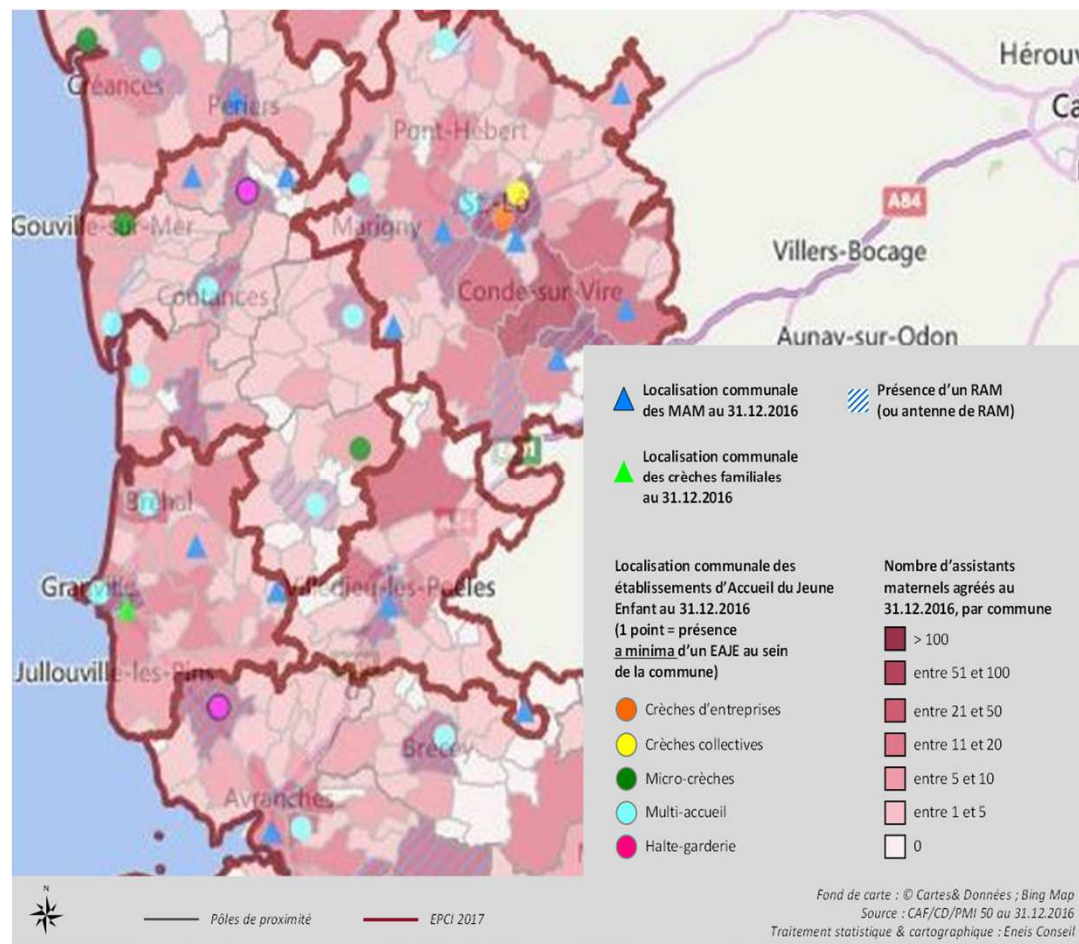 Hérouv
Ca
Créances
Périers
Pont-Hébert
A84
Gouville-sur-Mer
Marigny
St-Lô
Villers-Bocage
Coutances
Conde-sur-Vire
Aunay-sur-Odon
Bréhal
Granville
Villedieu-les-Poêles
Jullouville-les-Pins
Brécey
Avranches
Localisation communale
des MAM au 31.12.2016
Présence d'un RAM
(ou antenne de RAM)
Localisation communale
des crèches familiales
au 31.12.2016
Localisation communale des
établissements d'Accueil du Jeune
Enfant au 31.12.2016
(1 point = présence
a minima d'un EAJE au sein
de la commune)
Crèches d'entreprises
Crèches collectives
Micro-crèches
Multi-accueil
Halte-garderie
Nombre d'assistants
maternels agréés au
31.12.2016, par commune
> 100
entre 51 et 100
entre 21 et 50
entre 11 et 20
entre 5 et 10
entre 1 et 5
0
N
Pôles de proximité
EPCI 2017
Fond de carte : © Cartes& Données ; Bing Map
Source : CAF/CD/PMI 50 au 31.12.2016
Traitement statistique & cartographique : Eneis Conseil